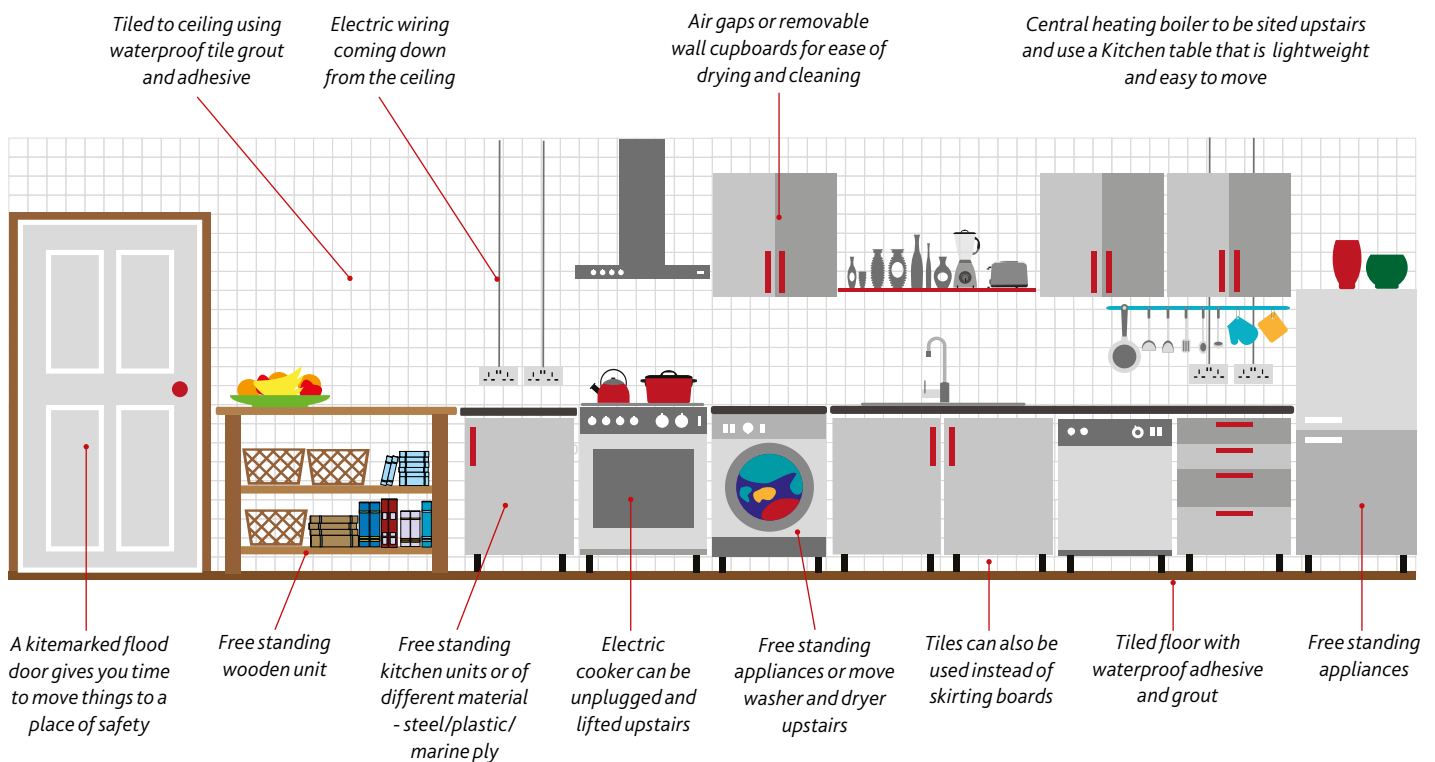 Tiled to ceiling using
waterproof tile grout
and adhesive
Electric wiring
coming down
from the ceiling
Air gaps or removable
wall cupboards for ease of
drying and cleaning
Central heating boiler to be sited upstairs
and use a Kitchen table that is lightweight
and easy to move
A kitemarked flood
door gives you time
to move things to a
place of safety
Free standing
wooden unit
Free standing
kitchen units or of
different material
- steel/plastic/
marine ply
Electric
cooker can be
unplugged and
lifted upstairs
Free standing
appliances or move
washer and dryer
upstairs
Tiles can also be
used instead of
skirting boards
Tiled floor with
waterproof adhesive
and grout
Free standing
appliances